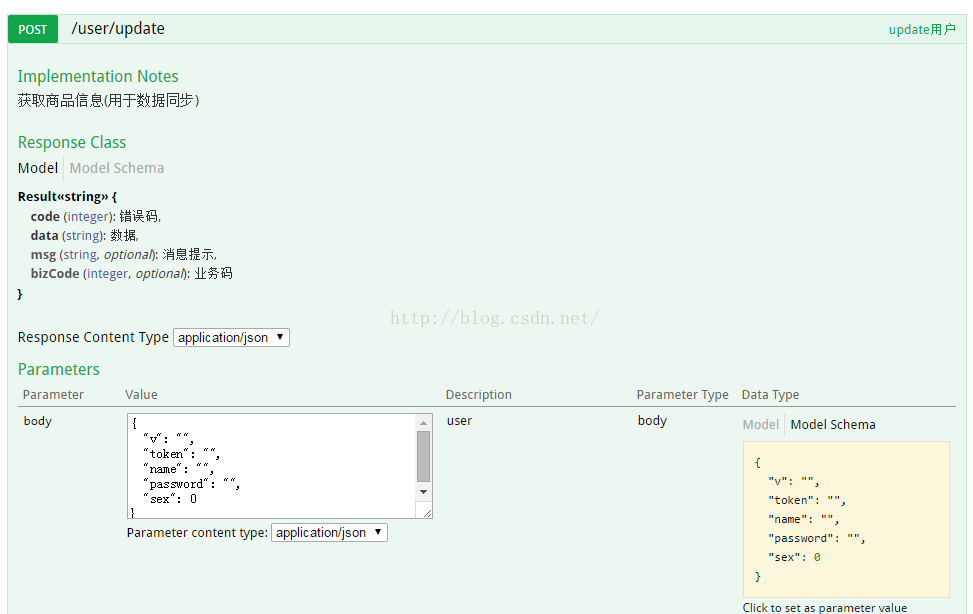 POST /user/update update用户
Implementation Notes
获取商品信息(用于数据同步)
Response Class
Model Model Schema
Result«string» {
code (integer): 错误码,
data (string): 数据,
msg (string, optional): 消息提示,
bizCode (integer, optional): 业务码
}
http://blog.csdn.net/
Response Content Type application/json
Parameters
Parameter Value Description Parameter Type Data Type
body
{
"v": "",
"token": "",
"name": "",
"password": "",
"sex": 0
}
Parameter content type: application/json
user
body
Model Model Schema
{
"v": "",
"token": "",
"name": "",
"password": "",
"sex": 0
}
Click to set as parameter value